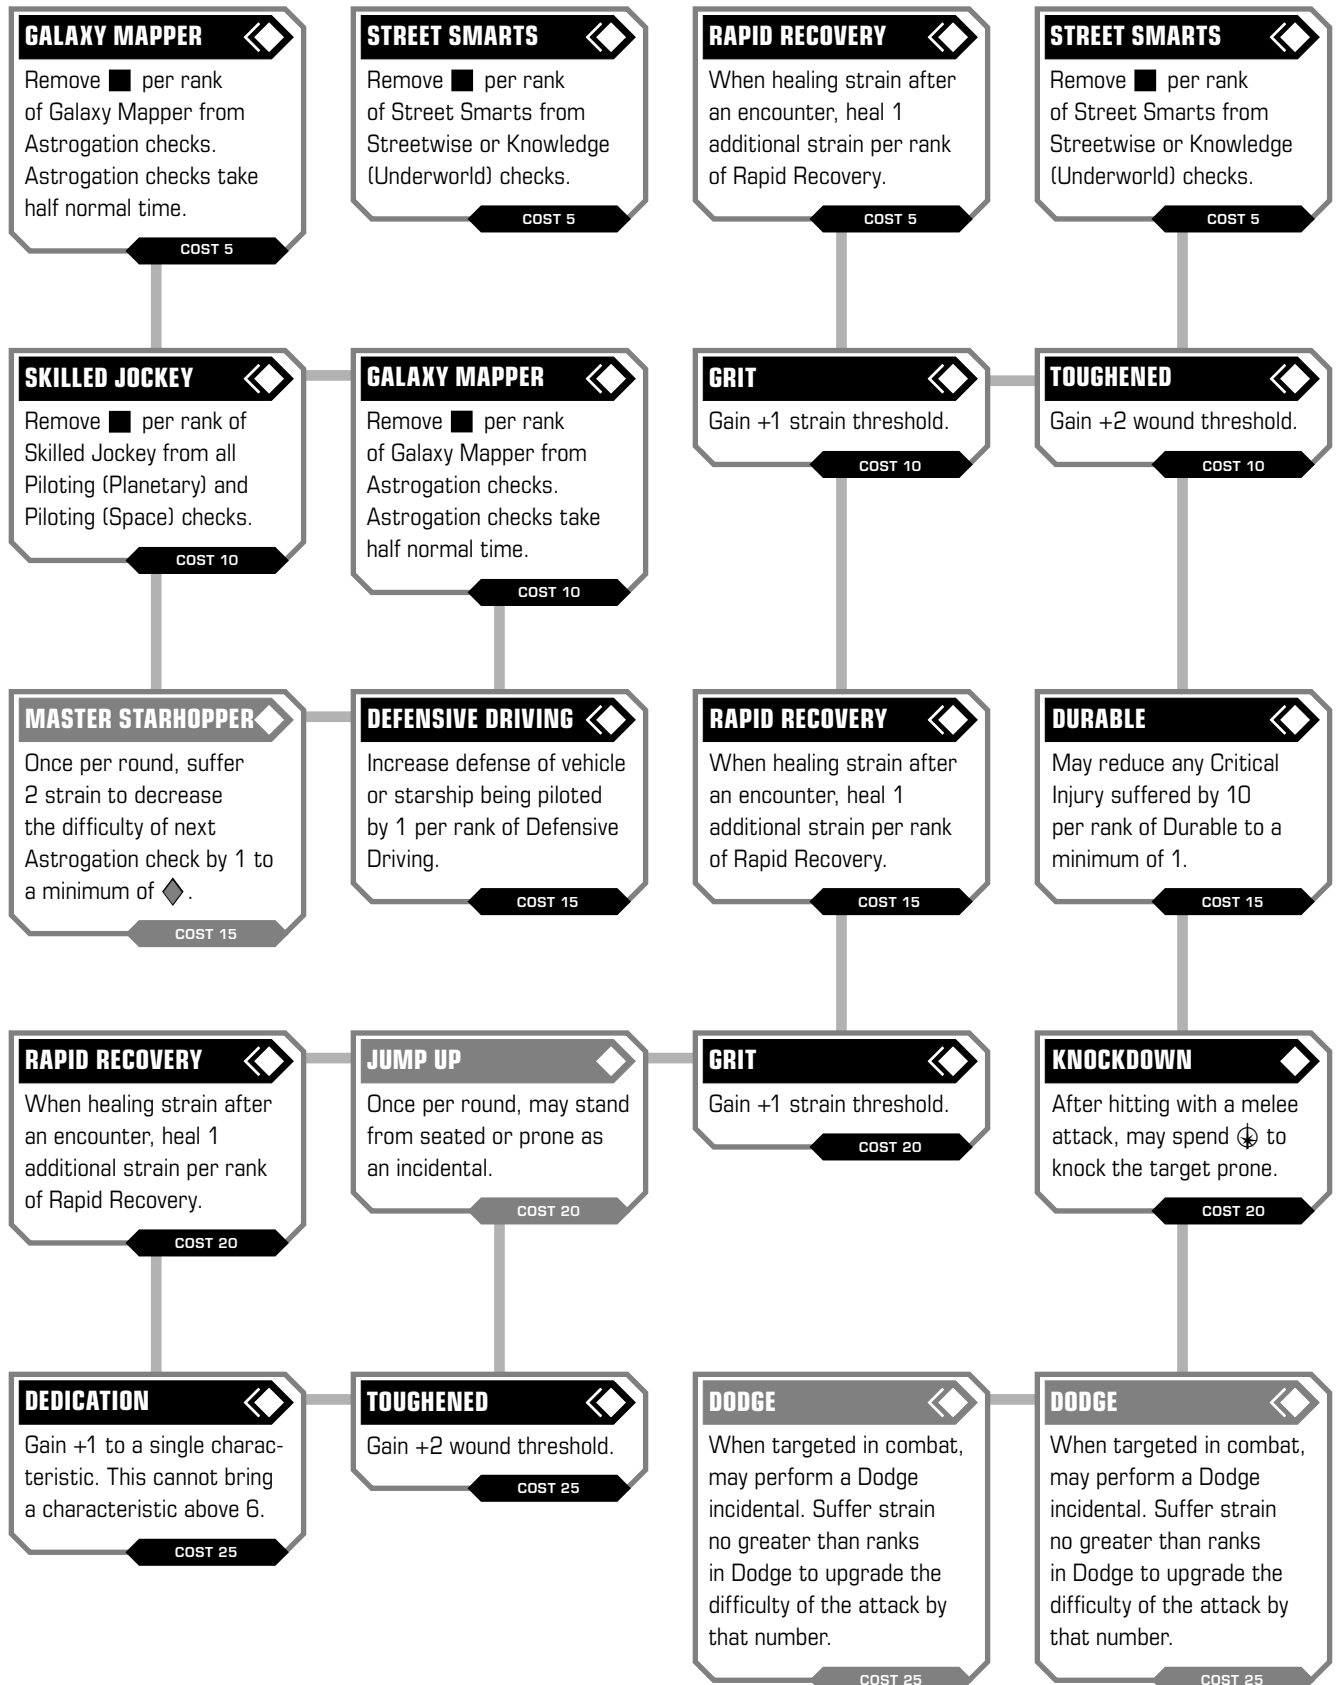 GALAXY MAPPER
Remove per rank
of Galaxy Mapper from
Astrogation checks.
Astrogation checks take
half normal time.
COST 5
STREET SMARTS
Remove per rank
of Street Smarts from
Streetwise or Knowledge
(Underworld) checks.
COST 5
RAPID RECOVERY
When healing strain after
an encounter, heal 1
additional strain per rank
of Rapid Recovery.
COST 5
STREET SMARTS
Remove per rank
of Street Smarts from
Streetwise or Knowledge
(Underworld) checks.
COST 5
SKILLED JOCKEY
Remove per rank of
Skilled Jockey from all
Piloting (Planetary) and
Piloting (Space) checks.
COST 10
GALAXY MAPPER
Remove per rank
of Galaxy Mapper from
Astrogation checks.
Astrogation checks take
half normal time.
COST 10
GRIT
Gain +1 strain threshold.
COST 10
TOUGHENED
Gain +2 wound threshold.
COST 10
MASTER STARHOPPER
Once per round, suffer
2 strain to decrease
the difficulty of next
Astrogation check by 1 to
a minimum of .
COST 15
DEFENSIVE DRIVING
Increase defense of vehicle
or starship being piloted
by 1 per rank of Defensive
Driving.
COST 15
RAPID RECOVERY
When healing strain after
an encounter, heal 1
additional strain per rank
of Rapid Recovery.
COST 15
DURABLE
May reduce any Critical
Injury suffered by 10
per rank of Durable to a
minimum of 1.
COST 15
RAPID RECOVERY
When healing strain after
an encounter, heal 1
additional strain per rank
of Rapid Recovery.
COST 20
JUMP UP
Once per round, may stand
from seated or prone as
an incidental.
COST 20
GRIT
Gain +1 strain threshold.
COST 20
KNOCKDOWN
After hitting with a melee
attack, may spend to
knock the target prone.
COST 20
DEDICATION
Gain +1 to a single charac-
teristic. This cannot bring
a characteristic above 6.
COST 25
TOUGHENED
Gain +2 wound threshold.
COST 25
DODGE
When targeted in combat,
may perform a Dodge
incidental. Suffer strain
no greater than ranks
in Dodge to upgrade the
difficulty of the attack by
that number.
COST 25
DODGE
When targeted in combat,
may perform a Dodge
incidental. Suffer strain
no greater than ranks
in Dodge to upgrade the
difficulty of the attack by
that number.
COST 25